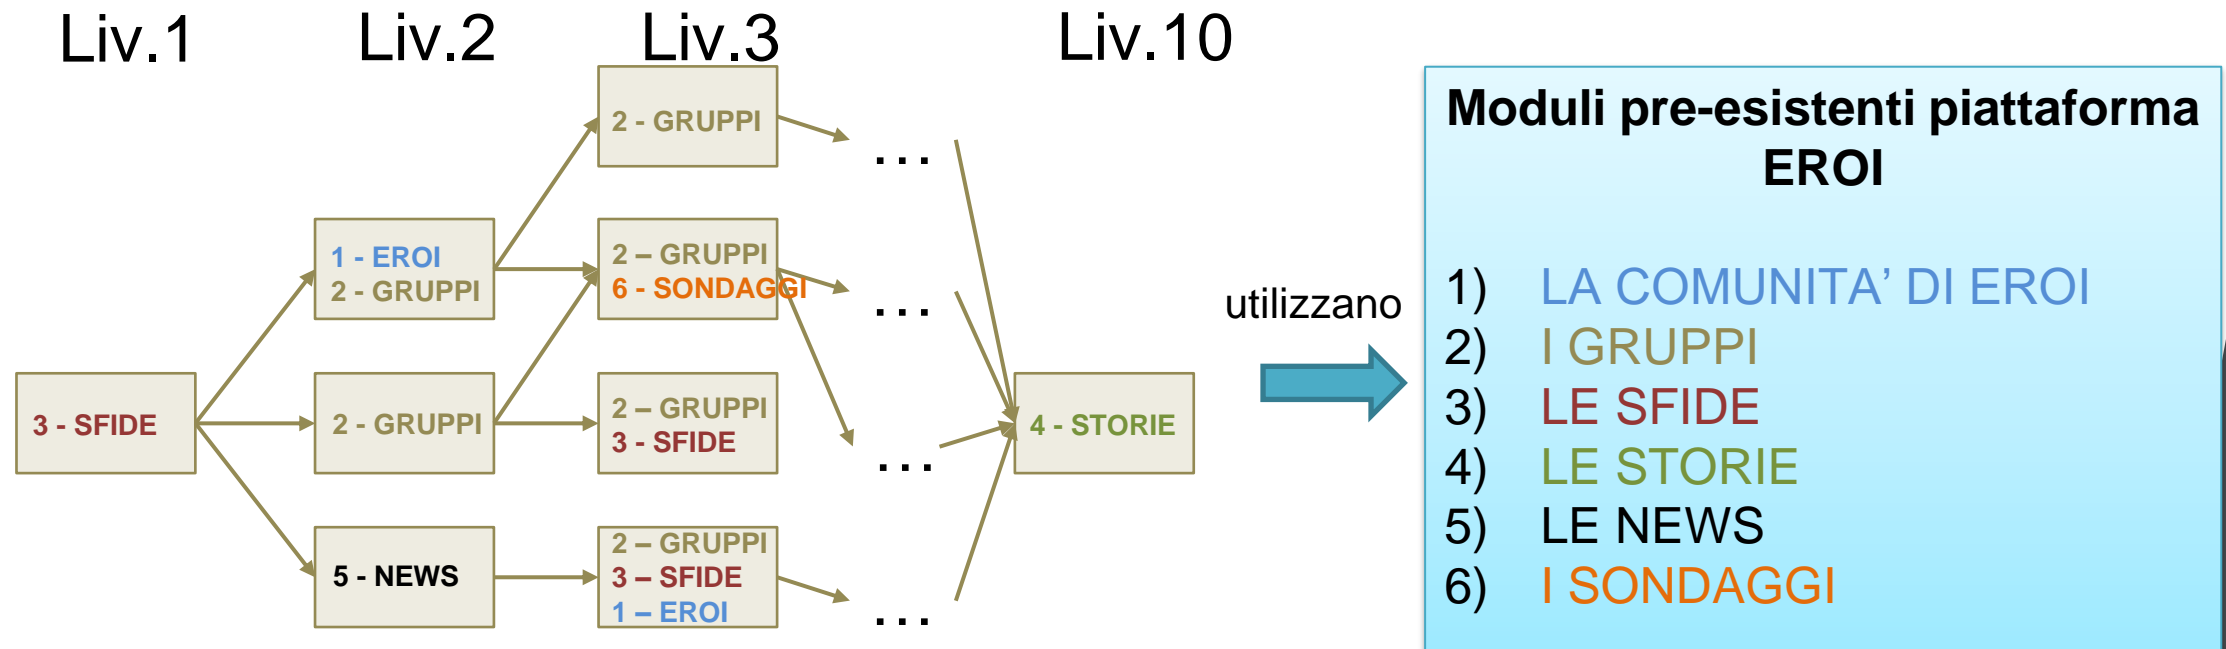 Liv.1
Liv.2
Liv.3
Liv.10
3 - SFIDE
1 - EROI
2 - GRUPPI
2 - GRUPPI
5 - NEWS
2 - GRUPPI
2 – GRUPPI
6 - SONDAGGI
2 – GRUPPI
3 - SFIDE
2 – GRUPPI
3 – SFIDE
1 – EROI
...
...
...
...
4 - STORIE
utilizzano
Moduli pre-esistenti piattaforma
EROI
1) LA COMUNITA’ DI EROI
2) I GRUPPI
3) LE SFIDE
4) LE STORIE
5) LE NEWS
6) I SONDAGGI